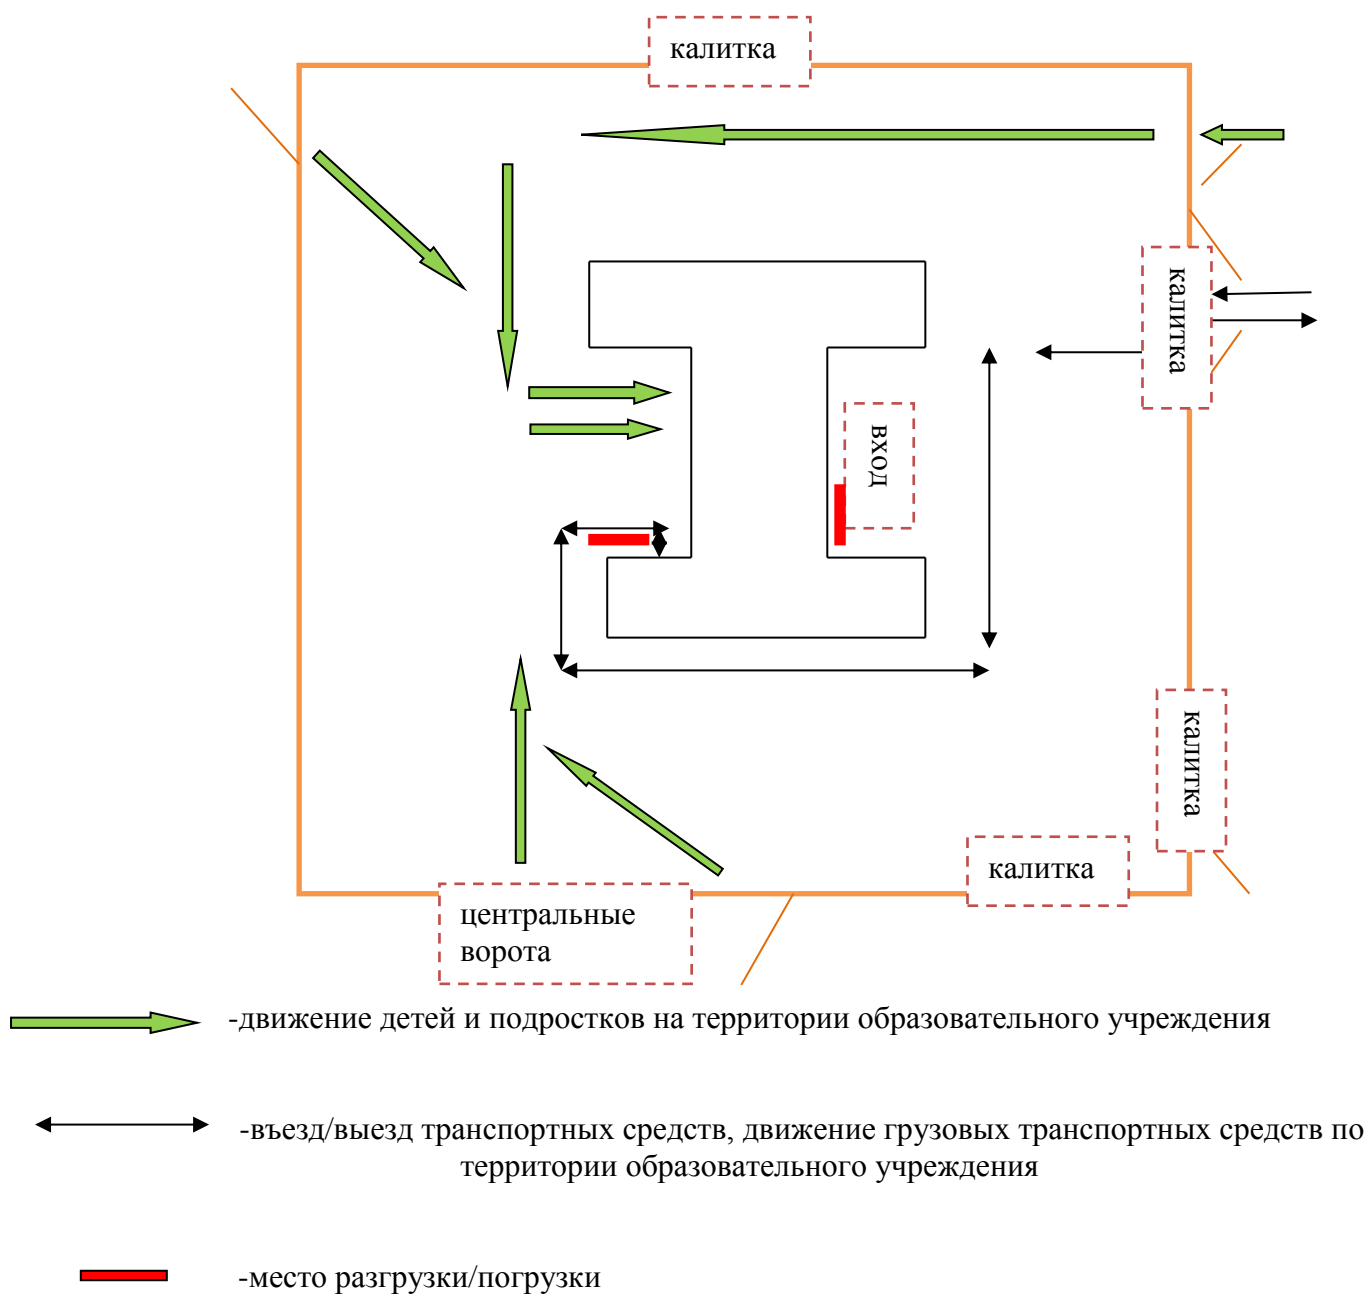 калитка
калитка
вход
калитка
калитка
центральные
ворота
-движение детей и подростков на территории образовательного учреждения
-въезд/выезд транспортных средств, движение грузовых транспортных средств по
территории образовательного учреждения
-место разгрузки/погрузки